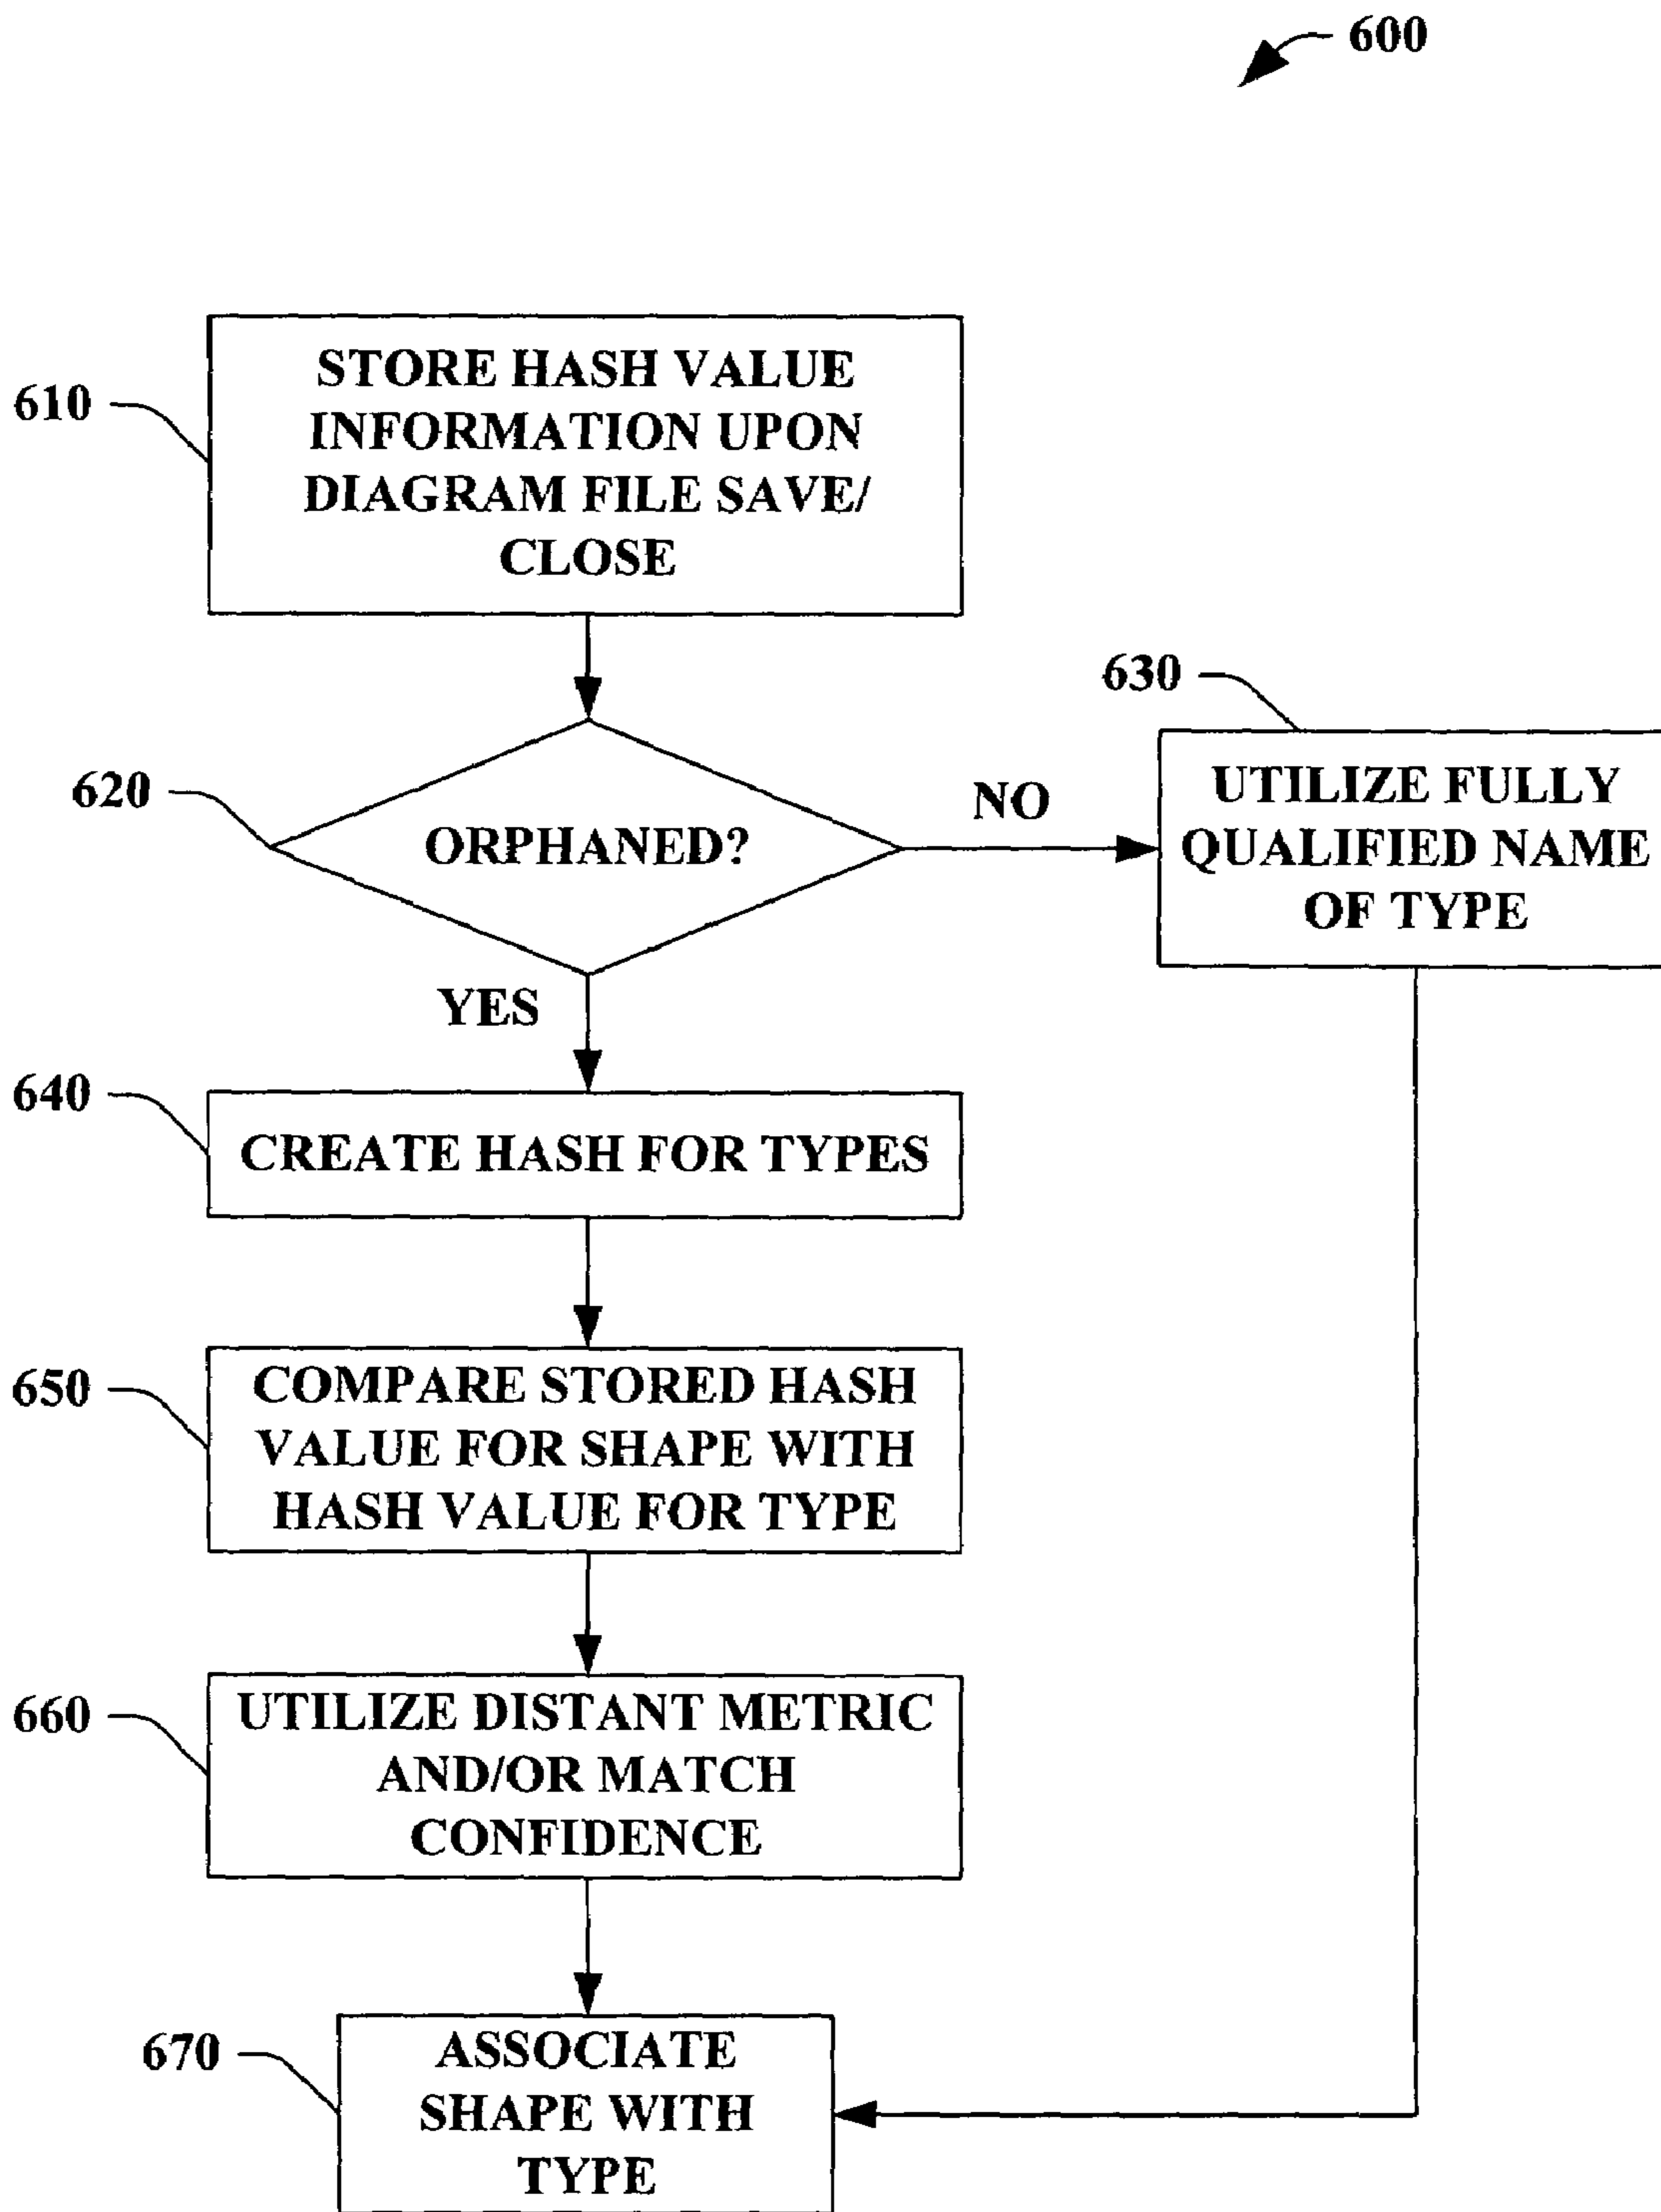 600
610
STORE HASH VALUE
INFORMATION UPON
DIAGRAM FILE SAVE/
CLOSE
620
ORPHANED?
NO
630
UTILIZE FULLY
QUALIFIED NAME
OF TYPE
YES
640
CREATE HASH FOR TYPES
650
COMPARE STORED HASH
VALUE FOR SHAPE WITH
HASH VALUE FOR TYPE
660
UTILIZE DISTANT METRIC
AND/OR MATCH
CONFIDENCE
670
ASSOCIATE
SHAPE WITH
TYPE